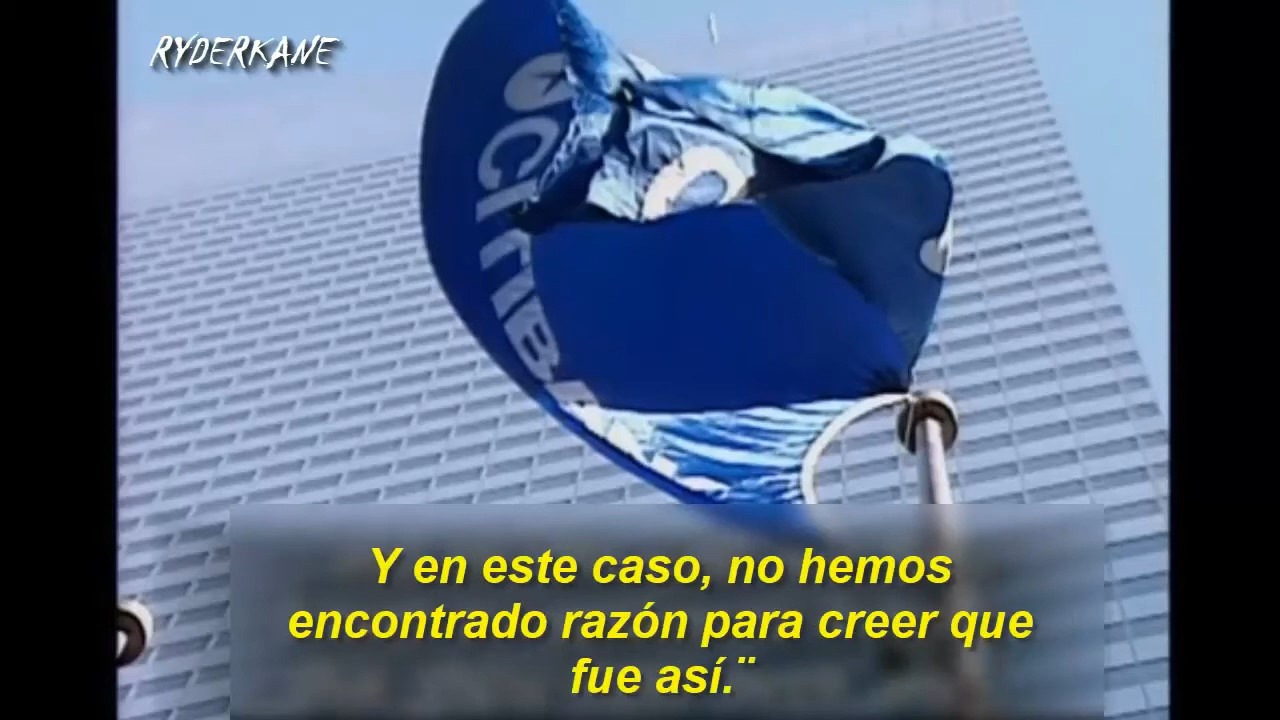 RYDERKANE
Y en este caso, no hemos
encontrado razón para creer que
fue así.¨